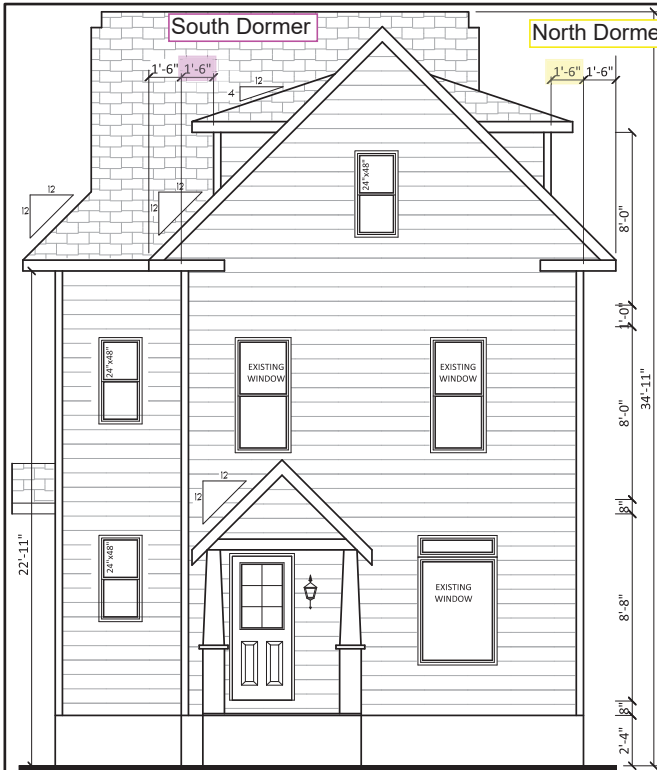 South Dormer
North Dorme
1'-6"
1'-6"
1'-6"
1'-6"
12
4
24"x48"
12
12
12
12
8'-0"
1'-0"
34'-11"
24"x48"
EXISTING
WINDOW
EXISTING
WINDOW
8'-0"
12
12
8"
22'-11"
24"x48"
EXISTING
WINDOW
8'-8"
8"
2'-4"